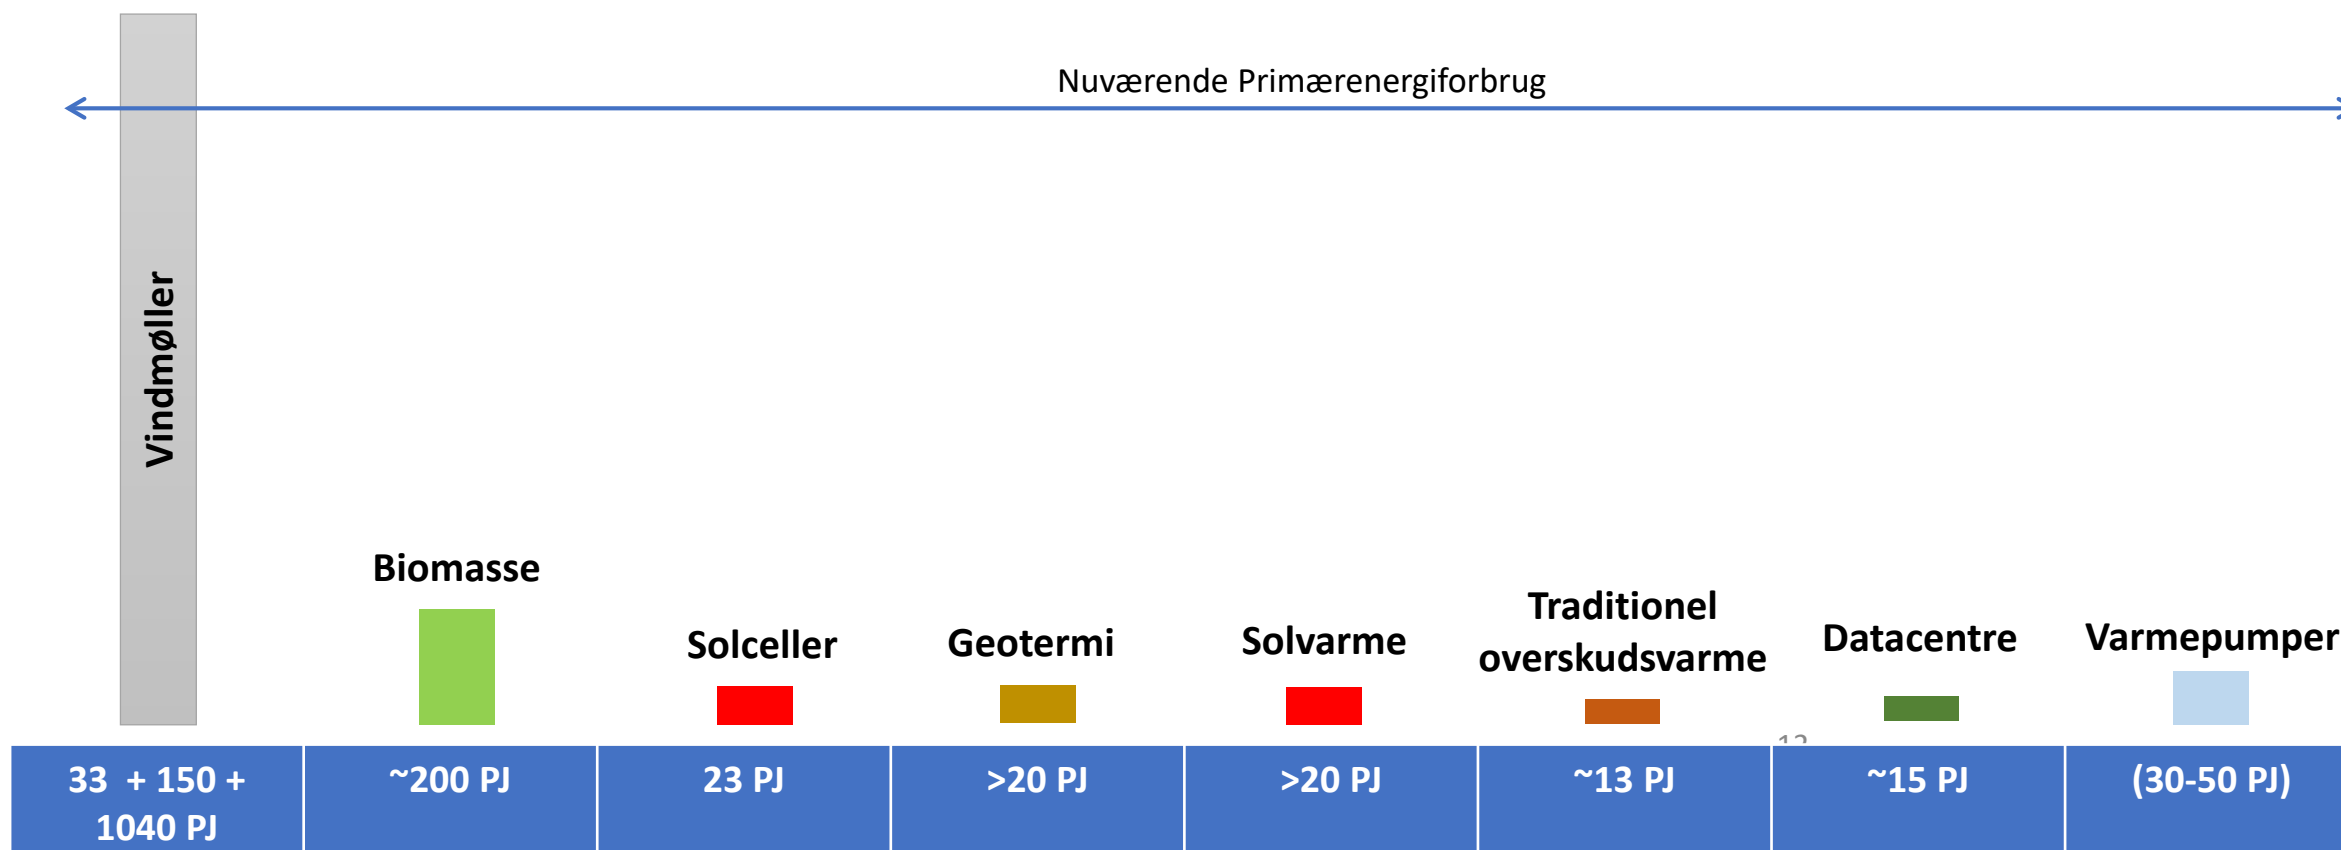 Nuværende Primærenergiforbrug
Vindmøller
Biomasse
Solceller
Geotermi
Solvarme
Traditionel
overskudsvarme
Datacentre
Varmepumper
33 + 150 +
1040 PJ
~200 PJ
23 PJ
>20 PJ
>20 PJ
~13 PJ
~15 PJ
(30-50 PJ)